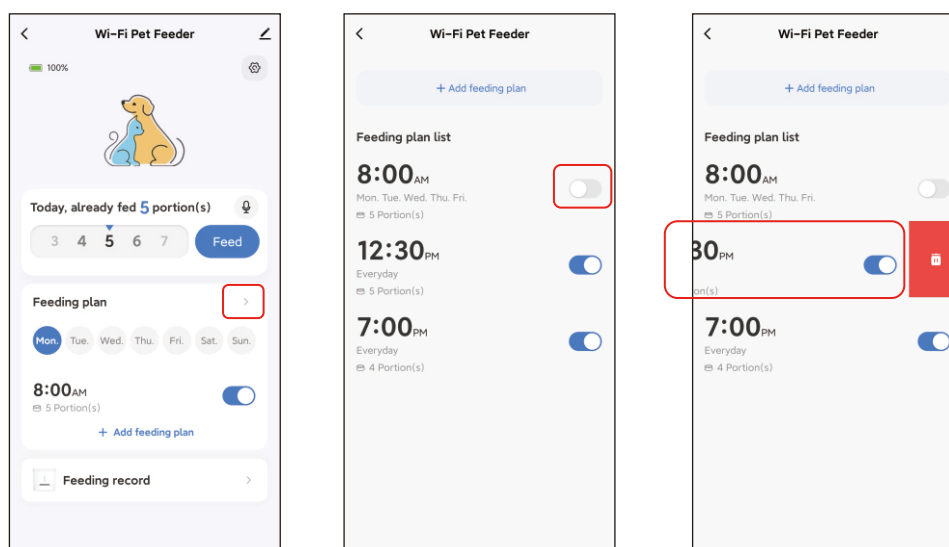 Wi-Fi Pet Feeder
100%
Today, already fed 5 portion(s)
3 4 5 6 7 Feed
Feeding plan
Mon. Tue. Wed. Thu. Fri. Sat. Sun.
8:00AM
5 Portion(s)
+ Add feeding plan
Feeding record
Wi-Fi Pet Feeder
+ Add feeding plan
Feeding plan list
8:00AM
Mon. Tue. Wed. Thu. Fri.
5 Portion(s)
12:30PM
Everyday
5 Portion(s)
7:00PM
Everyday
4 Portion(s)
Wi-Fi Pet Feeder
+ Add feeding plan
Feeding plan list
8:00AM
Mon. Tue. Wed. Thu. Fri.
5 Portion(s)
30PM
on(s)
7:00PM
Everyday
4 Portion(s)